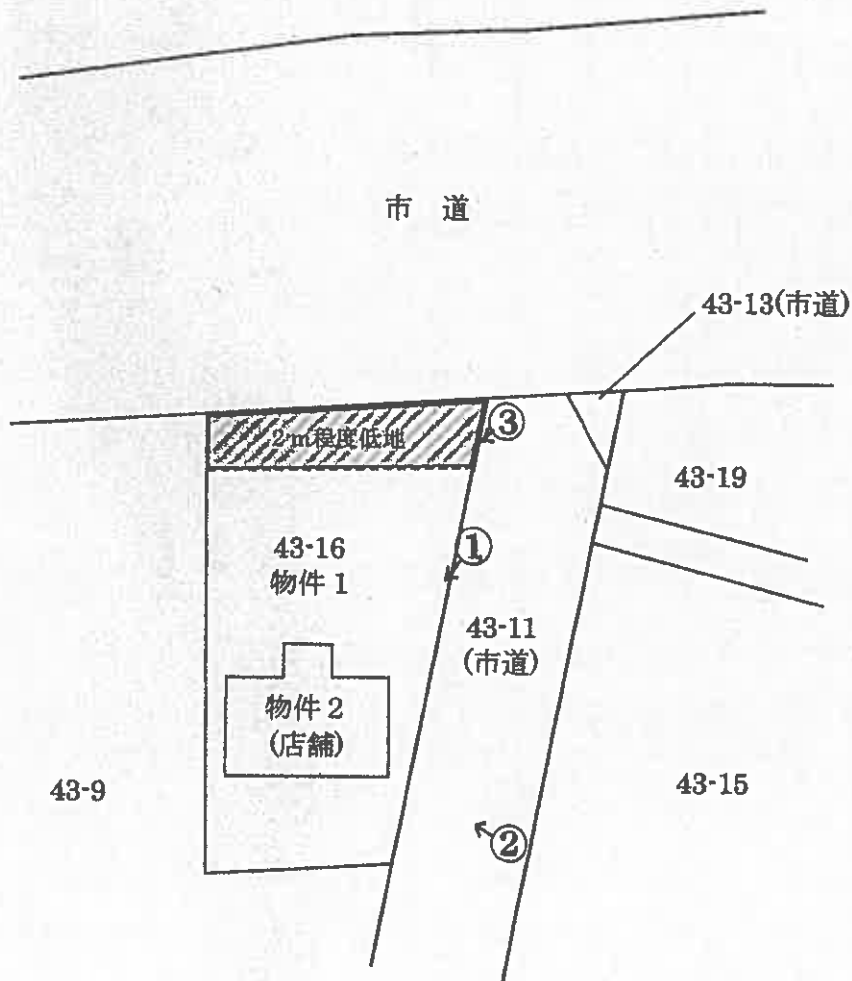 市 道
43-13(市道)
2m程度低地
③
43-19
43-16
物件1
①
43-11
(市道)
物件2
(店舗)
43-9
43-15
②